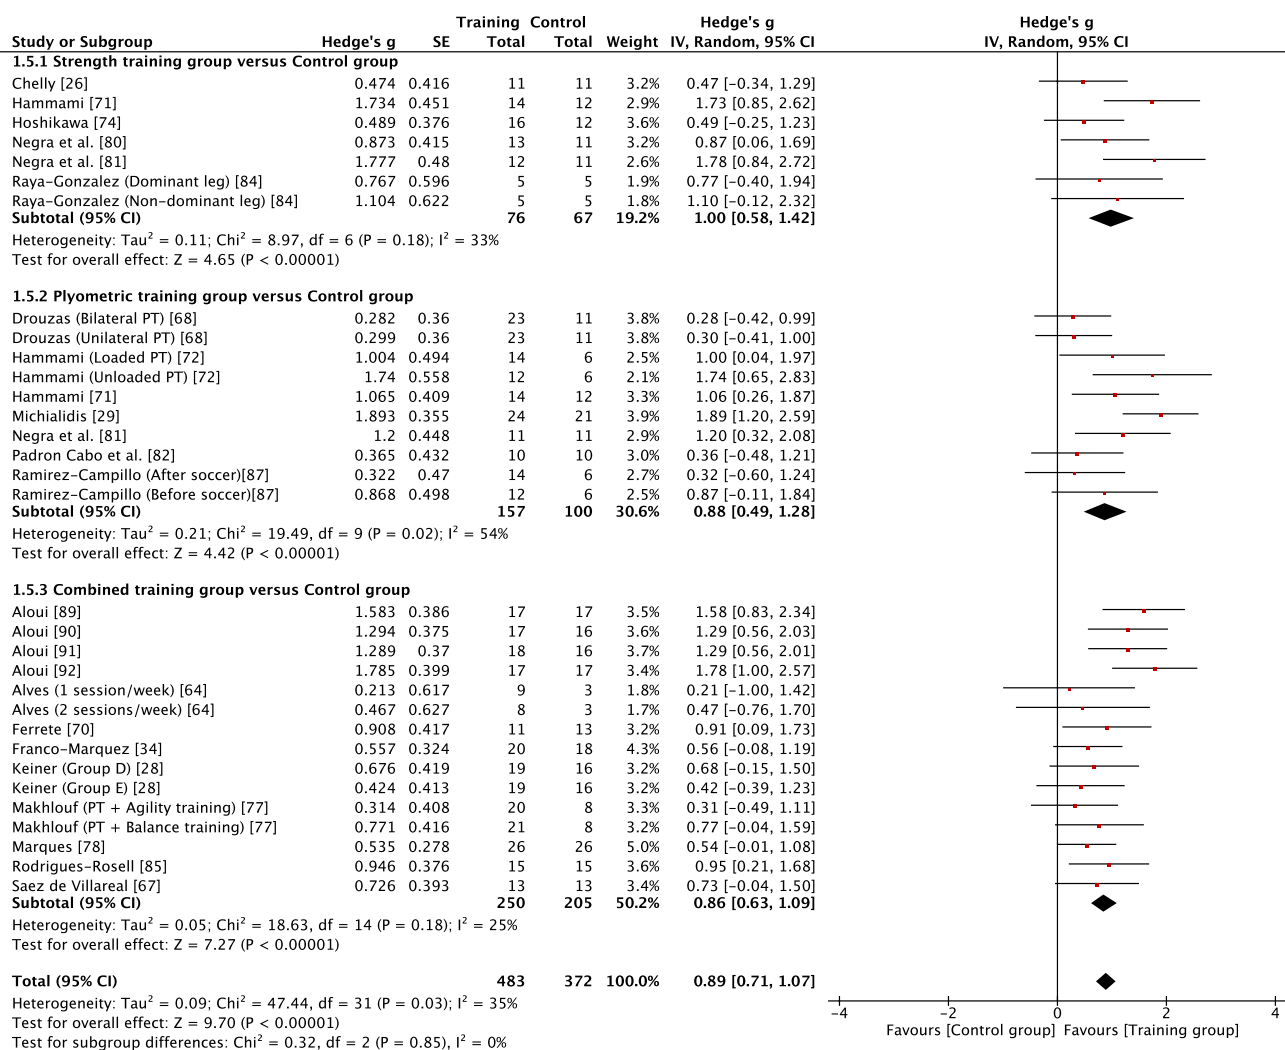 Training Control Hedge's g Hedge's g
Study or Subgroup Hedge's g SE Total Total Weight IV, Random, 95% CI IV, Random, 95% CI
1.5.1 Strength training group versus Control group
Chelly [26] 0.474 0.416 11 11 3.2% 0.47 [−0.34, 1.29]
Hammami [71] 1.734 0.451 14 12 2.9% 1.73 [0.85, 2.62]
Hoshikawa [74] 0.489 0.376 16 12 3.6% 0.49 [−0.25, 1.23]
Negra et al. [80] 0.873 0.415 13 11 3.2% 0.87 [0.06, 1.69]
Negra et al. [81] 1.777 0.48 12 11 2.6% 1.78 [0.84, 2.72]
Raya−Gonzalez (Dominant leg) [84] 0.767 0.596 5 5 1.9% 0.77 [−0.40, 1.94]
Raya−Gonzalez (Non−dominant leg) [84] 1.104 0.622 5 5 1.8% 1.10 [−0.12, 2.32]
Subtotal (95% CI) 76 67 19.2% 1.00 [0.58, 1.42]
Heterogeneity: Tau² = 0.11; Chi² = 8.97, df = 6 (P = 0.18); I² = 33%
Test for overall effect: Z = 4.65 (P < 0.00001)
1.5.2 Plyometric training group versus Control group
Drouzas (Bilateral PT) [68] 0.282 0.36 23 11 3.8% 0.28 [−0.42, 0.99]
Drouzas (Unilateral PT) [68] 0.299 0.36 23 11 3.8% 0.30 [−0.41, 1.00]
Hammami (Loaded PT) [72] 1.004 0.494 14 6 2.5% 1.00 [0.04, 1.97]
Hammami (Unloaded PT) [72] 1.74 0.558 12 6 2.1% 1.74 [0.65, 2.83]
Hammami [71] 1.065 0.409 14 12 3.3% 1.06 [0.26, 1.87]
Michialidis [29] 1.893 0.355 24 21 3.9% 1.89 [1.20, 2.59]
Negra et al. [81] 1.2 0.448 11 11 2.9% 1.20 [0.32, 2.08]
Padron Cabo et al. [82] 0.365 0.432 10 10 3.0% 0.36 [−0.48, 1.21]
Ramirez−Campillo (After soccer)[87] 0.322 0.47 14 6 2.7% 0.32 [−0.60, 1.24]
Ramirez−Campillo (Before soccer)[87] 0.868 0.498 12 6 2.5% 0.87 [−0.11, 1.84]
Subtotal (95% CI) 157 100 30.6% 0.88 [0.49, 1.28]
Heterogeneity: Tau² = 0.21; Chi² = 19.49, df = 9 (P = 0.02); I² = 54%
Test for overall effect: Z = 4.42 (P < 0.00001)
1.5.3 Combined training group versus Control group
Aloui [89] 1.583 0.386 17 17 3.5% 1.58 [0.83, 2.34]
Aloui [90] 1.294 0.375 17 16 3.6% 1.29 [0.56, 2.03]
Aloui [91] 1.289 0.37 18 16 3.7% 1.29 [0.56, 2.01]
Aloui [92] 1.785 0.399 17 17 3.4% 1.78 [1.00, 2.57]
Alves (1 session/week) [64] 0.213 0.617 9 3 1.8% 0.21 [−1.00, 1.42]
Alves (2 sessions/week) [64] 0.467 0.627 8 3 1.7% 0.47 [−0.76, 1.70]
Ferrete [70] 0.908 0.417 11 13 3.2% 0.91 [0.09, 1.73]
Franco−Marquez [34] 0.557 0.324 20 18 4.3% 0.56 [−0.08, 1.19]
Keiner (Group D) [28] 0.676 0.419 19 16 3.2% 0.68 [−0.15, 1.50]
Keiner (Group E) [28] 0.424 0.413 19 16 3.2% 0.42 [−0.39, 1.23]
Makhlouf (PT + Agility training) [77] 0.314 0.408 20 8 3.3% 0.31 [−0.49, 1.11]
Makhlouf (PT + Balance training) [77] 0.771 0.416 21 8 3.2% 0.77 [−0.04, 1.59]
Marques [78] 0.535 0.278 26 26 5.0% 0.54 [−0.01, 1.08]
Rodrigues−Rosell [85] 0.946 0.376 15 15 3.6% 0.95 [0.21, 1.68]
Saez de Villareal [67] 0.726 0.393 13 13 3.4% 0.73 [−0.04, 1.50]
Subtotal (95% CI) 250 205 50.2% 0.86 [0.63, 1.09]
Heterogeneity: Tau² = 0.05; Chi² = 18.63, df = 14 (P = 0.18); I² = 25%
Test for overall effect: Z = 7.27 (P < 0.00001)
Total (95% CI) 483 372 100.0% 0.89 [0.71, 1.07]
Heterogeneity: Tau² = 0.09; Chi² = 47.44, df = 31 (P = 0.03); I² = 35%
Test for overall effect: Z = 9.70 (P < 0.00001)
Test for subgroup differences: Chi² = 0.32, df = 2 (P = 0.85), I² = 0%
−4 −2 0 2 4
Favours [Control group] Favours [Training group]